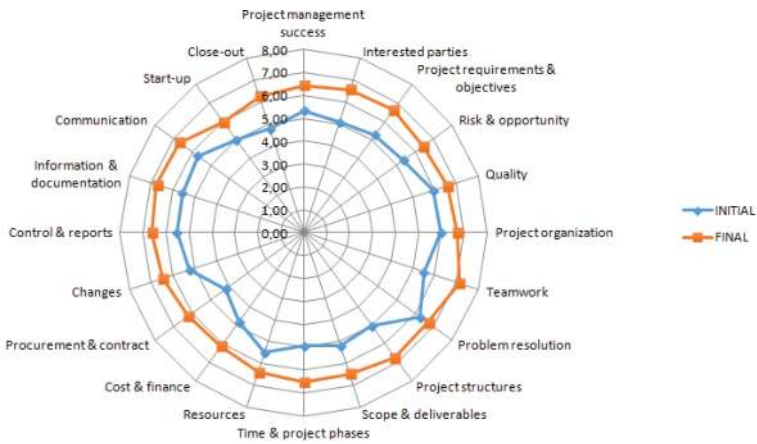 Project management
success
Interested parties
Project requirements &
objectives
Risk & opportunity
Quality
Project organization
Teamwork
Problem resolution
Project structures
Scope & deliverables
Time & project phases
Resources
Cost & finance
Procurement & contract
Changes
Control & reports
Information &
documentation
Communication
Start-up
Close-out
8,00
7,00
6,00
5,00
4,00
3,00
2,00
1,00
0,00
INITIAL
FINAL